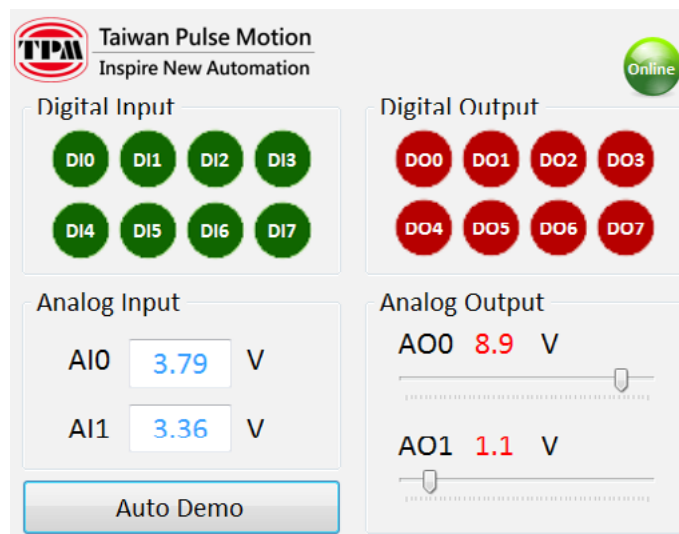 TPM
Taiwan Pulse Motion
Inspire New Automation
Online
Digital Input
DI0 DI1 DI2 DI3
DI4 DI5 DI6 DI7
Digital Output
DO0 DO1 DO2 DO3
DO4 DO5 DO6 DO7
Analog Input
AI0 3.79 V
AI1 3.36 V
Auto Demo
Analog Output
AO0 8.9 V
AO1 1.1 V